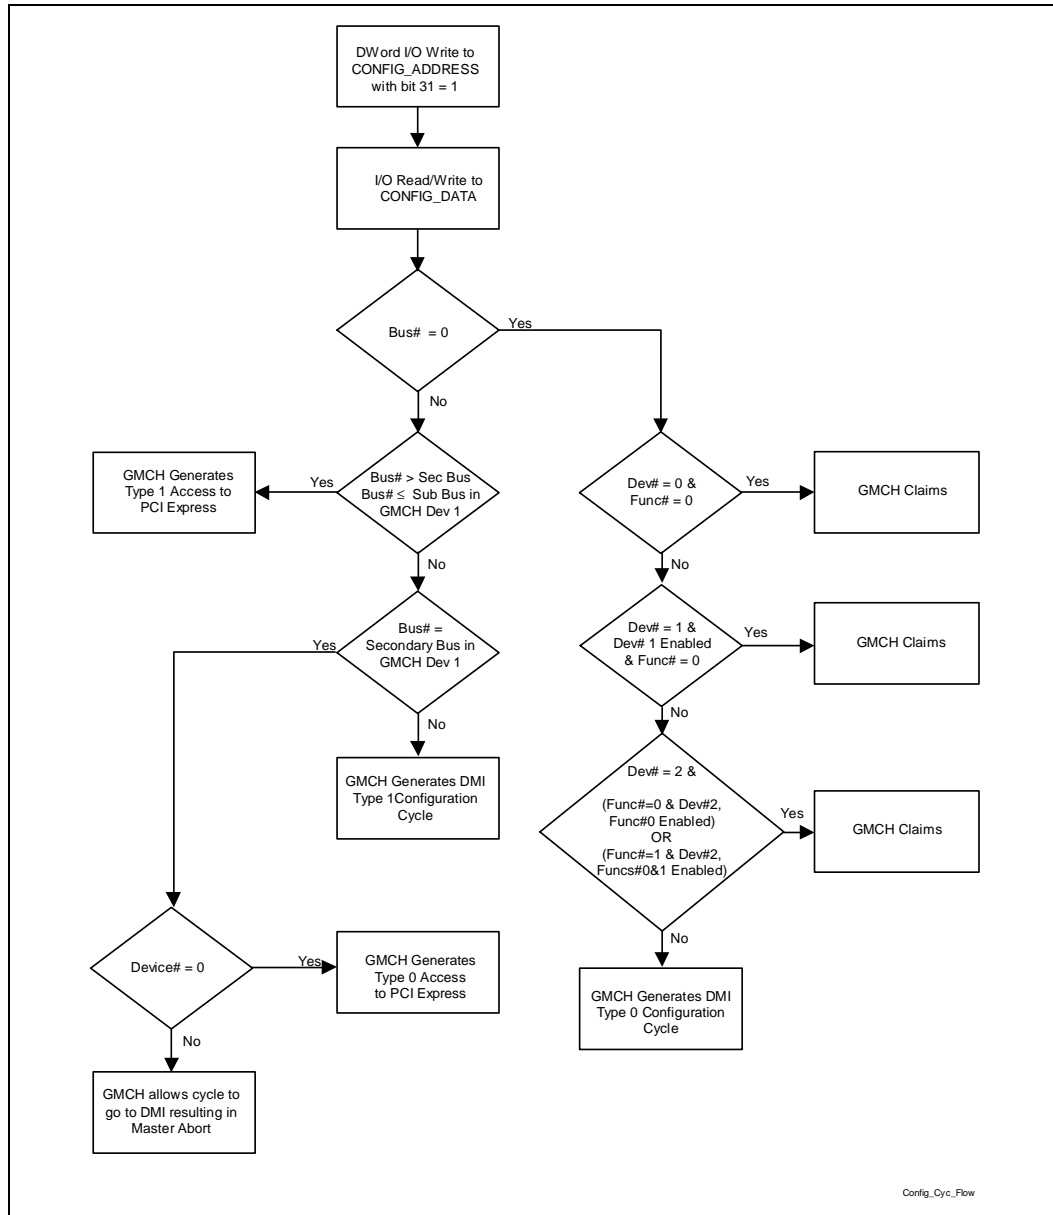 DWord I/O Write to
CONFIG_ADDRESS
with bit 31 = 1
I/O Read/Write to
CONFIG_DATA
Bus# = 0
Yes
No
GMCH Generates
Type 1 Access to
PCI Express
Yes
Bus# > Sec Bus
Bus# ≤ Sub Bus in
GMCH Dev 1
No
Dev# = 0 &
Func# = 0
Yes
GMCH Claims
No
Yes
Bus# =
Secondary Bus in
GMCH Dev 1
No
Dev# = 1 &
Dev# 1 Enabled
& Func# = 0
Yes
GMCH Claims
No
GMCH Generates DMI
Type 1Configuration
Cycle
Dev# = 2 &
(Func#=0 & Dev#2,
Func#0 Enabled)
OR
(Func#=1 & Dev#2,
Funcs#0&1 Enabled)
Yes
GMCH Claims
No
Device# = 0
Yes
GMCH Generates
Type 0 Access
to PCI Express
No
GMCH Generates DMI
Type 0 Configuration
Cycle
GMCH allows cycle to
go to DMI resulting in
Master Abort
Config_Cyc_Flow